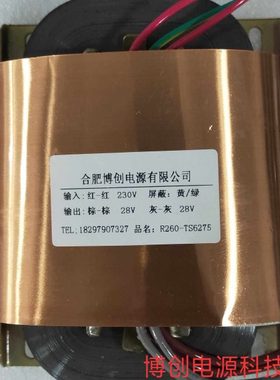 合肥博创电源有限公司
输入: 红-红 230V 屏蔽: 黄/绿
输出: 棕-棕 28V 灰-灰 28V
TEL:18297907327 品名: R260-TS6275
博创电源科技